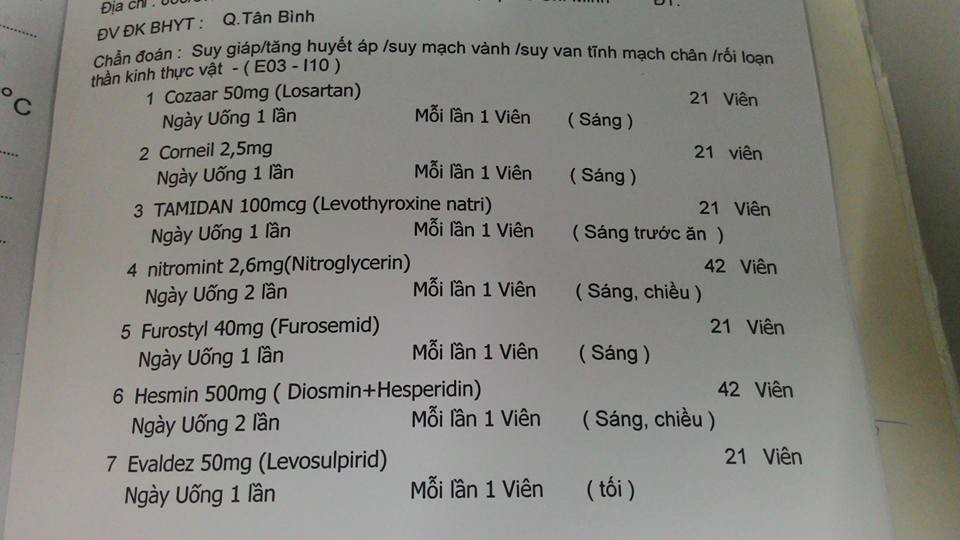 Địa chỉ :
ĐV ĐK BHYT : Q.Tân Bình
Chẩn đoán : Suy giáp/tăng huyết áp /suy mạch vành /suy van tĩnh mạch chân /rối loạn
thần kinh thực vật - ( E03 - I10 )
1 Cozaar 50mg (Losartan) 21 Viên
Ngày Uống 1 lần Mỗi lần 1 Viên ( Sáng )
2 Corneil 2,5mg 21 viên
Ngày Uống 1 lần Mỗi lần 1 Viên ( Sáng )
3 TAMIDAN 100mcg (Levothyroxine natri) 21 Viên
Ngày Uống 1 lần Mỗi lần 1 Viên ( Sáng trước ăn )
4 nitromint 2,6mg(Nitroglycerin) 42 Viên
Ngày Uống 2 lần Mỗi lần 1 Viên ( Sáng, chiều )
5 Furostyl 40mg (Furosemid) 21 Viên
Ngày Uống 1 lần Mỗi lần 1 Viên ( Sáng )
6 Hesmin 500mg ( Diosmin+Hesperidin) 42 Viên
Ngày Uống 2 lần Mỗi lần 1 Viên ( Sáng, chiều )
7 Evaldez 50mg (Levosulpirid) 21 Viên
Ngày Uống 1 lần Mỗi lần 1 Viên ( tối )
°C